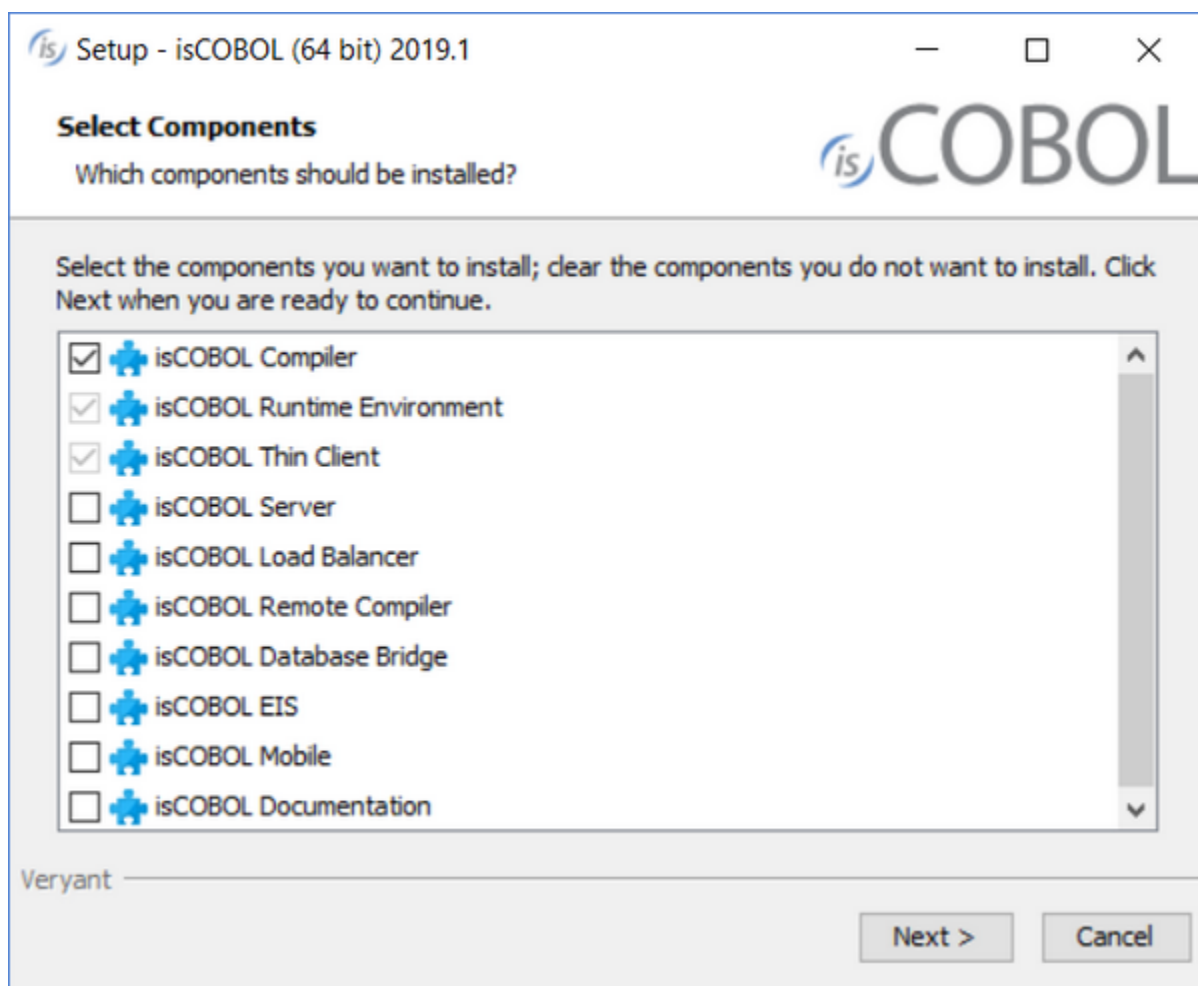 is Setup - isCOBOL (64 bit) 2019.1
Select Components
is COBOL
Which components should be installed?
Select the components you want to install; clear the components you do not want to install. Click
Next when you are ready to continue.
isCOBOL Compiler
isCOBOL Runtime Environment
isCOBOL Thin Client
isCOBOL Server
isCOBOL Load Balancer
isCOBOL Remote Compiler
isCOBOL Database Bridge
isCOBOL EIS
isCOBOL Mobile
isCOBOL Documentation
Veryant
Next >
Cancel